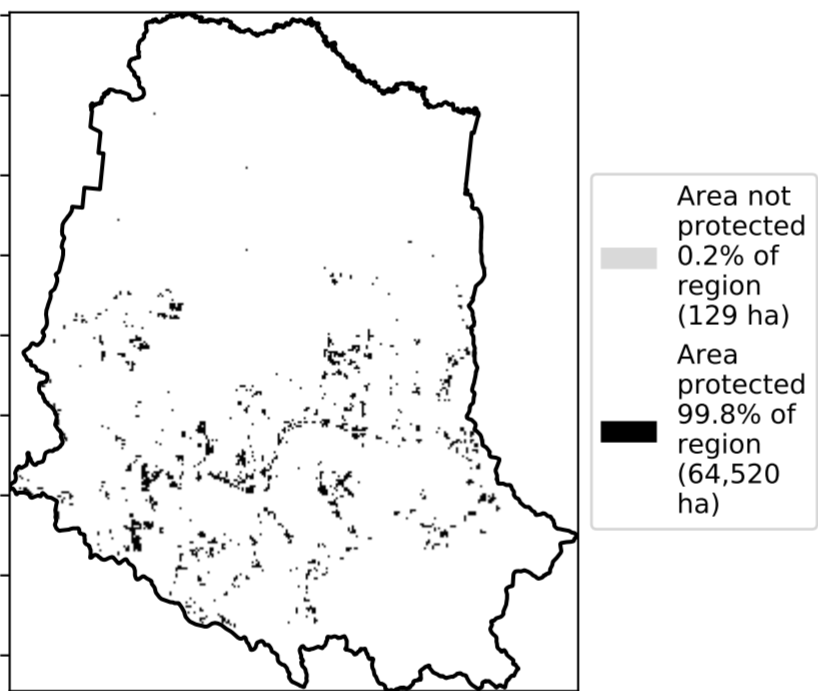 Area not
protected
0.2% of
region
(129 ha)
Area
protected
99.8% of
region
(64,520
ha)